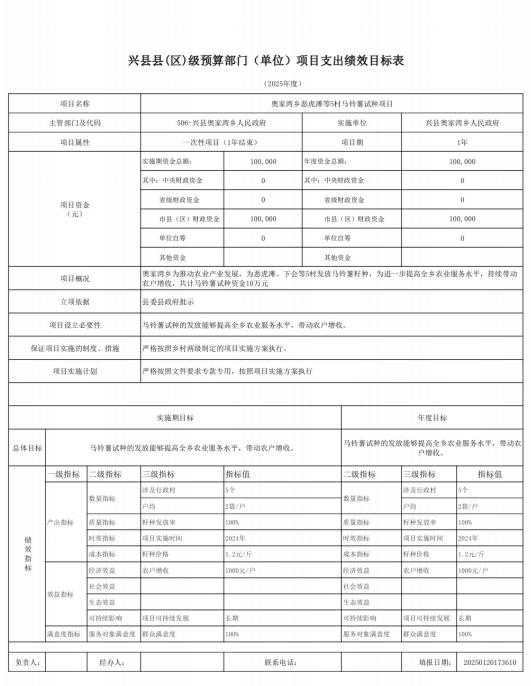 兴县县(区)级预算部门（单位）项目支出绩效目标表
（2025年度）
项目名称 奥家湾乡恶虎滩等5村马铃薯试种项目
主管部门及代码 506-兴县奥家湾乡人民政府 实施单位 兴县奥家湾乡人民政府
项目属性 一次性项目（1年结束） 项目期 1年
项目资金（元） 实施期资金总额： 100,000 年度资金总额： 100,000
其中：中央财政资金 0 其中：中央财政资金 0
省级财政资金 0 省级财政资金 0
市县（区）财政资金 100,000 市县（区）财政资金 100,000
单位自筹 0 单位自筹 0
其他资金 其他资金
项目概况 奥家湾乡为推动农业产业发展，为恶虎滩、下会等5村发放马铃薯籽种，为进一步提高全乡农业服务水平，持续带动
农户增收，共计马铃薯试种资金10万元
立项依据 县委县政府批示
项目设立必要性 马铃薯试种的发放能够提高全乡农业服务水平，带动农户增收。
保证项目实施的制度、措施 严格按照乡村两级制定的项目实施方案执行。
项目实施计划 严格按照文件要求专款专用，按照项目实施方案执行
实施期目标 年度目标
总体目标 马铃薯试种的发放能够提高全乡农业服务水平，带动农户增收。 马铃薯试种的发放能够提高全乡农业服务水平，带动农
户增收。
绩效指标 一级指标 二级指标 三级指标 指标值 二级指标 三级指标 指标值
产出指标 数量指标 涉及行政村 5个 数量指标 涉及行政村 5个
户均 2袋/户 户均 2袋/户
质量指标 籽种发放率 100% 质量指标 籽种发放率 100%
时效指标 项目实施时间 2024年 时效指标 项目实施时间 2024年
成本指标 籽种价格 1.2元/斤 成本指标 籽种价格 1.2元/斤
效益指标 经济效益 农户增收 1000元/户 经济效益 农户增收 1000元/户
社会效益 社会效益
生态效益 生态效益
可持续影响 项目可持续发展 长期 可持续影响 项目可持续发展 长期
满意度指标 服务对象满意度 群众满意度 100% 服务对象满意度 群众满意度 100%
负责人： 经办人： 联系电话： 填报日期： 20250120173610